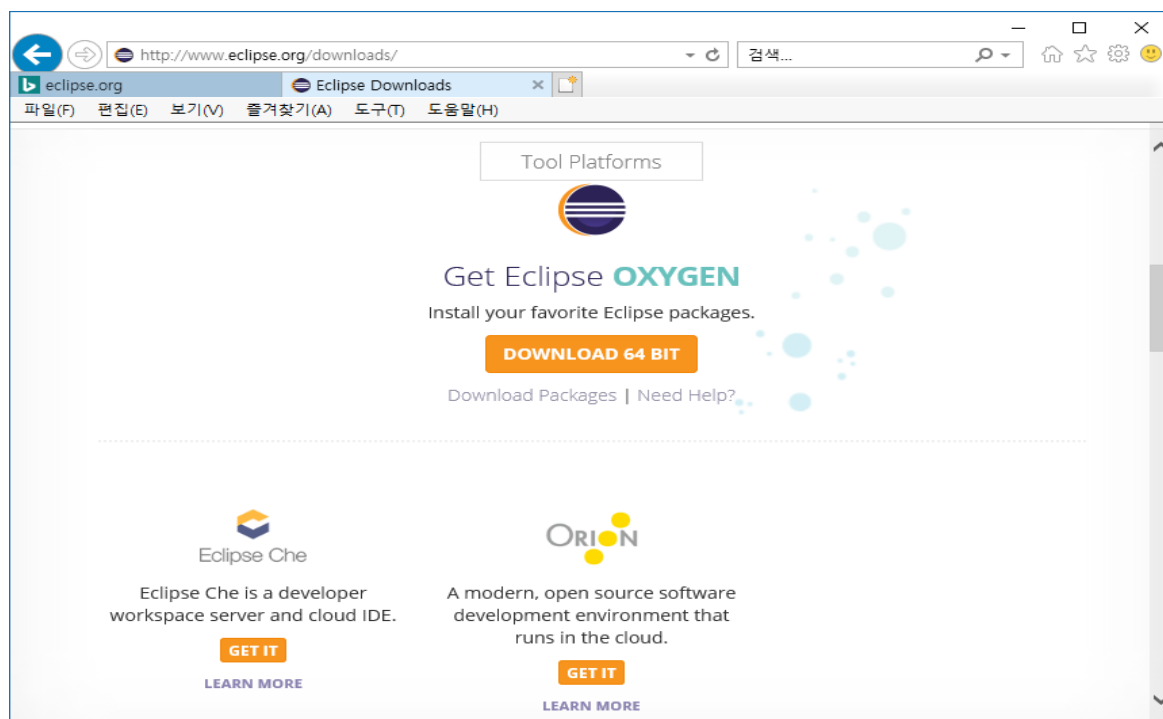 http://www.eclipse.org/downloads/
검색...
eclipse.org
Eclipse Downloads
파일(F) 편집(E) 보기(V) 즐겨찾기(A) 도구(T) 도움말(H)
Tool Platforms
Get Eclipse OXYGEN
Install your favorite Eclipse packages.
DOWNLOAD 64 BIT
Download Packages | Need Help?
Eclipse Che
Eclipse Che is a developer
workspace server and cloud IDE.
GET IT
LEARN MORE
ORION
A modern, open source software
development environment that
runs in the cloud.
GET IT
LEARN MORE